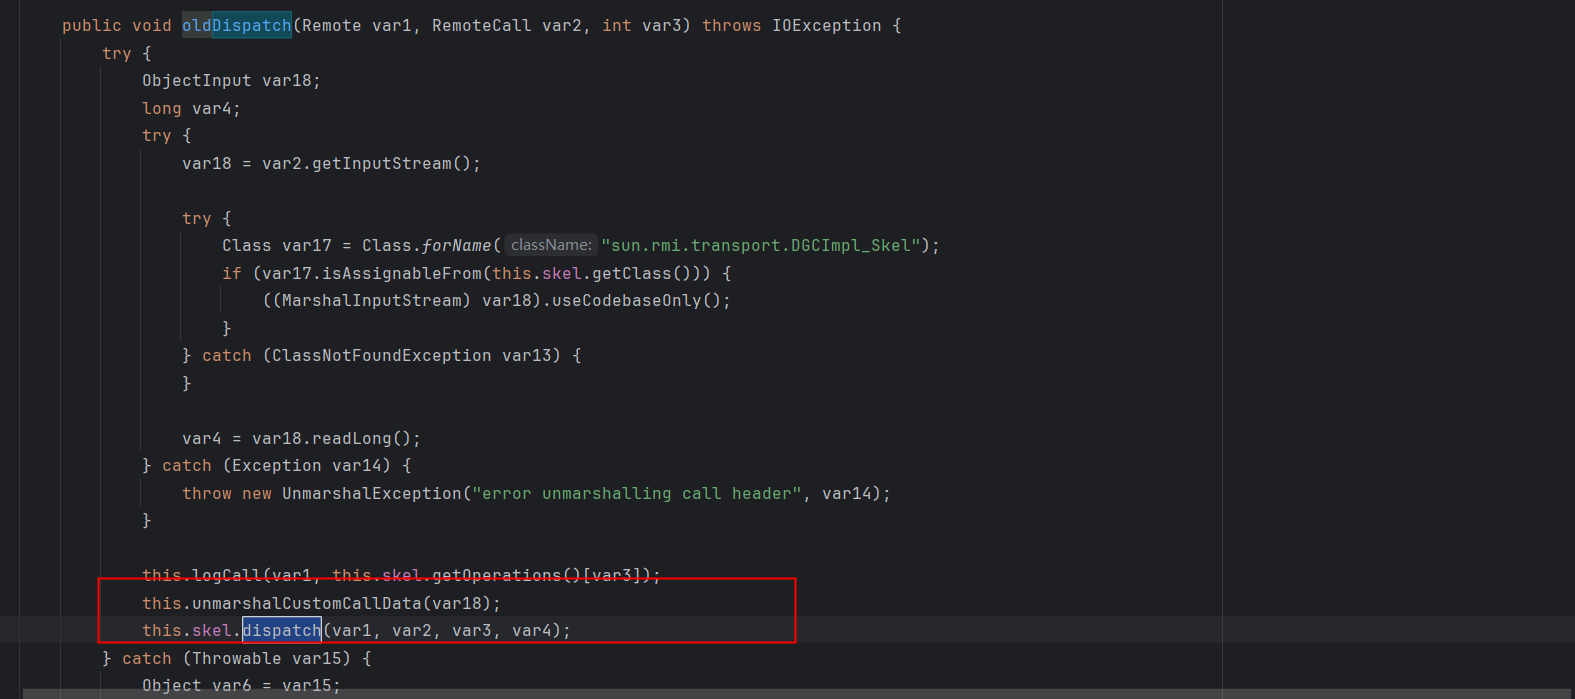 public void oldDispatch(Remote var1, RemoteCall var2, int var3) throws IOException {
try {
ObjectInput var18;
long var4;
try {
var18 = var2.getInputStream();
try {
Class var17 = Class.forName( className: "sun.rmi.transport.DGCImpl_Skel");
if (var17.isAssignableFrom(this.skel.getClass())) {
((MarshalInputStream) var18).useCodebaseOnly();
}
} catch (ClassNotFoundException var13) {
}
var4 = var18.readLong();
} catch (Exception var14) {
throw new UnmarshalException("error unmarshalling call header", var14);
}
this.logCall(var1, this.skel.getOperations()[var3]);
this.unmarshalCustomCallData(var18);
this.skel.dispatch(var1, var2, var3, var4);
} catch (Throwable var15) {
Object var6 = var15;